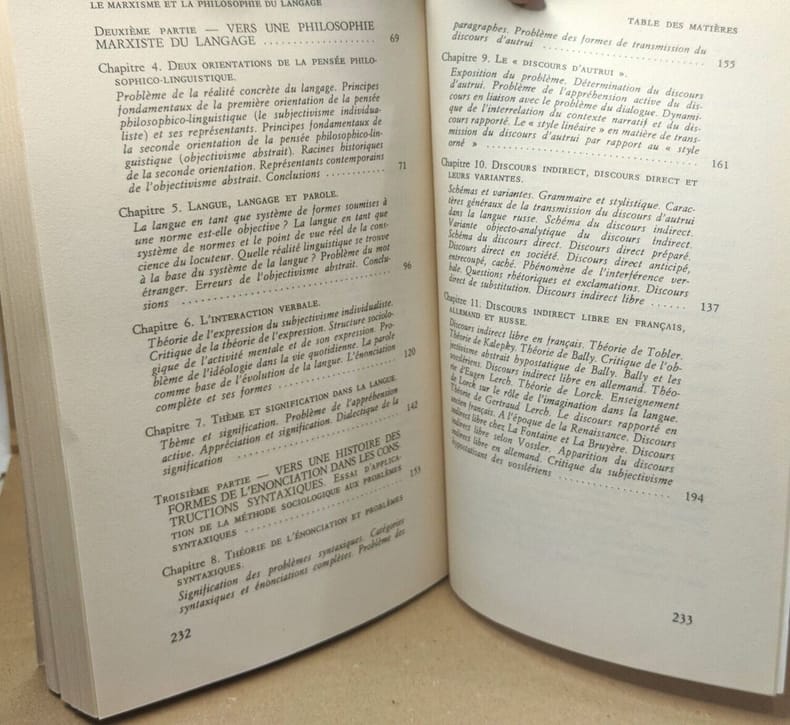 LE MARXISME ET LA PHILOSOPHIE DU LANGAGE
DEUXIÈME PARTIE — VERS UNE PHILOSOPHIE
MARXISTE DU LANGAGE .................. 69
Chapitre 4. DEUX ORIENTATIONS DE LA PENSÉE PHILO-
SOPHICO-LINGUISTIQUE.
Problème de la réalité concrète du langage. Principes
fondamentaux de la première orientation de la pensée
philosophico-linguistique (le subjectivisme individua-
liste) et ses représentants. Principes fondamentaux de
la seconde orientation de la pensée philosophico-lin-
guistique (objectivisme abstrait). Racines historiques
de la seconde orientation. Représentants contemporains
de l'objectivisme abstrait. Conclusions ............ 71
Chapitre 5. LANGUE, LANGAGE ET PAROLE.
La langue en tant que système de formes soumises à
une norme est-elle objective ? La langue en tant que
système de normes et le point de vue réel de la cons-
cience du locuteur. Quelle réalité linguistique se trouve
à la base du système de la langue ? Problème du mot
étranger. Erreurs de l'objectivisme abstrait. Conclu-
sions .................................. 96
Chapitre 6. L'INTERACTION VERBALE.
Théorie de l'expression du subjectivisme individualiste.
Critique de la théorie de l'expression. Structure sociolo-
gique de l'activité mentale et de son expression. Pro-
blème de l'idéologie dans la vie quotidienne. La parole
comme base de l'évolution de la langue. L'énonciation
complète et ses formes .................. 120
Chapitre 7. THÈME ET SIGNIFICATION DANS LA LANGUE.
Thème et signification. Problème de l'appréhension
active. Appréciation et signification. Dialectique de la
signification .......................... 142
TROISIÈME PARTIE — VERS UNE HISTOIRE DES
FORMES DE L'ENONCIATION DANS LES CONS-
TRUCTIONS SYNTAXIQUES. ESSAI D'APPLICA-
TION DE LA MÉTHODE SOCIOLOGIQUE AUX PROBLÈMES
SYNTAXIQUES .......................... 153
Chapitre 8. THÉORIE DE L'ÉNONCIATION ET PROBLÈMES
SYNTAXIQUES.
Signification des problèmes syntaxiques. Catégories
syntaxiques et énonciations complètes. Problème des
232
TABLE DES MATIÈRES
paragraphes. Problème des formes de transmission du
discours d'autrui .......................... 155
Chapitre 9. LE « DISCOURS D'AUTRUI ».
Exposition du problème. Détermination du discours
d'autrui. Problème de l'appréhension active du dis-
cours en liaison avec le problème du dialogue. Dynami-
que de l'interrelation du contexte narratif et du dis-
cours rapporté. Le « style linéaire » en matière de trans-
mission du discours d'autrui par rapport au « style
orné » .................................. 161
Chapitre 10. DISCOURS INDIRECT, DISCOURS DIRECT ET
LEURS VARIANTES.
Schémas et variantes. Grammaire et stylistique. Carac-
tères généraux de la transmission du discours d'autrui
dans la langue russe. Schéma du discours indirect.
Variante objecto-analytique du discours indirect.
Schéma du discours direct. Discours direct préparé.
Discours direct en société. Discours direct anticipé,
entrecoupé, caché. Phénomène de l'interférence ver-
bale. Questions rhétoriques et exclamations. Discours
direct de substitution. Discours indirect libre ...... 137
Chapitre 11. DISCOURS INDIRECT LIBRE EN FRANÇAIS,
ALLEMAND ET RUSSE.
Discours indirect libre en français. Théorie de Tobler.
Théorie de Kalepky. Théorie de Bally. Critique de l'ob-
jectivisme abstrait hypostatique de Bally. Bally et les
vosslériens. Discours indirect libre en allemand. Théo-
rie d'Eugen Lerch. Théorie de Lorck. Enseignement
de Lorck sur le rôle de l'imagination dans la langue.
Théorie de Gertraud Lerch. Le discours rapporté en
ancien français. A l'époque de la Renaissance. Discours
indirect libre chez La Fontaine et La Bruyère. Discours
indirect libre selon Vossler. Apparition du discours
indirect libre en allemand. Critique du subjectivisme
hypostasiant des vosslériens .................. 194
233